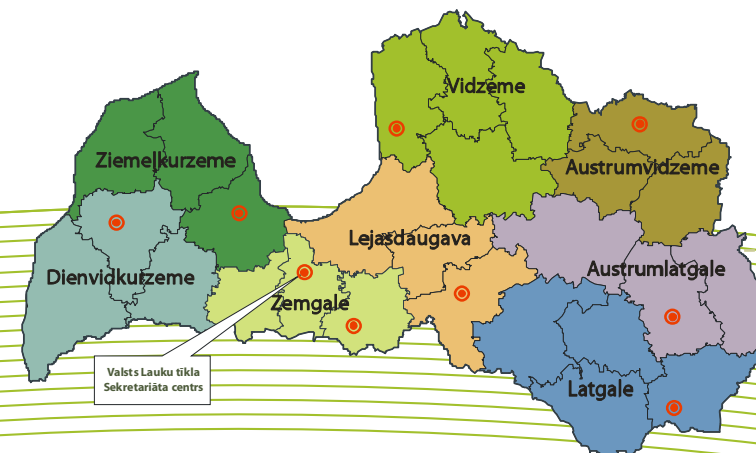 Vidzeme
Ziemeļkurzeme
Austrumvidzeme
Lejasdaugava
Dienvidkurzeme
Austrumlatgale
Zemgale
Valsts Lauku tīkla
Sekretariāta centrs
Latgale